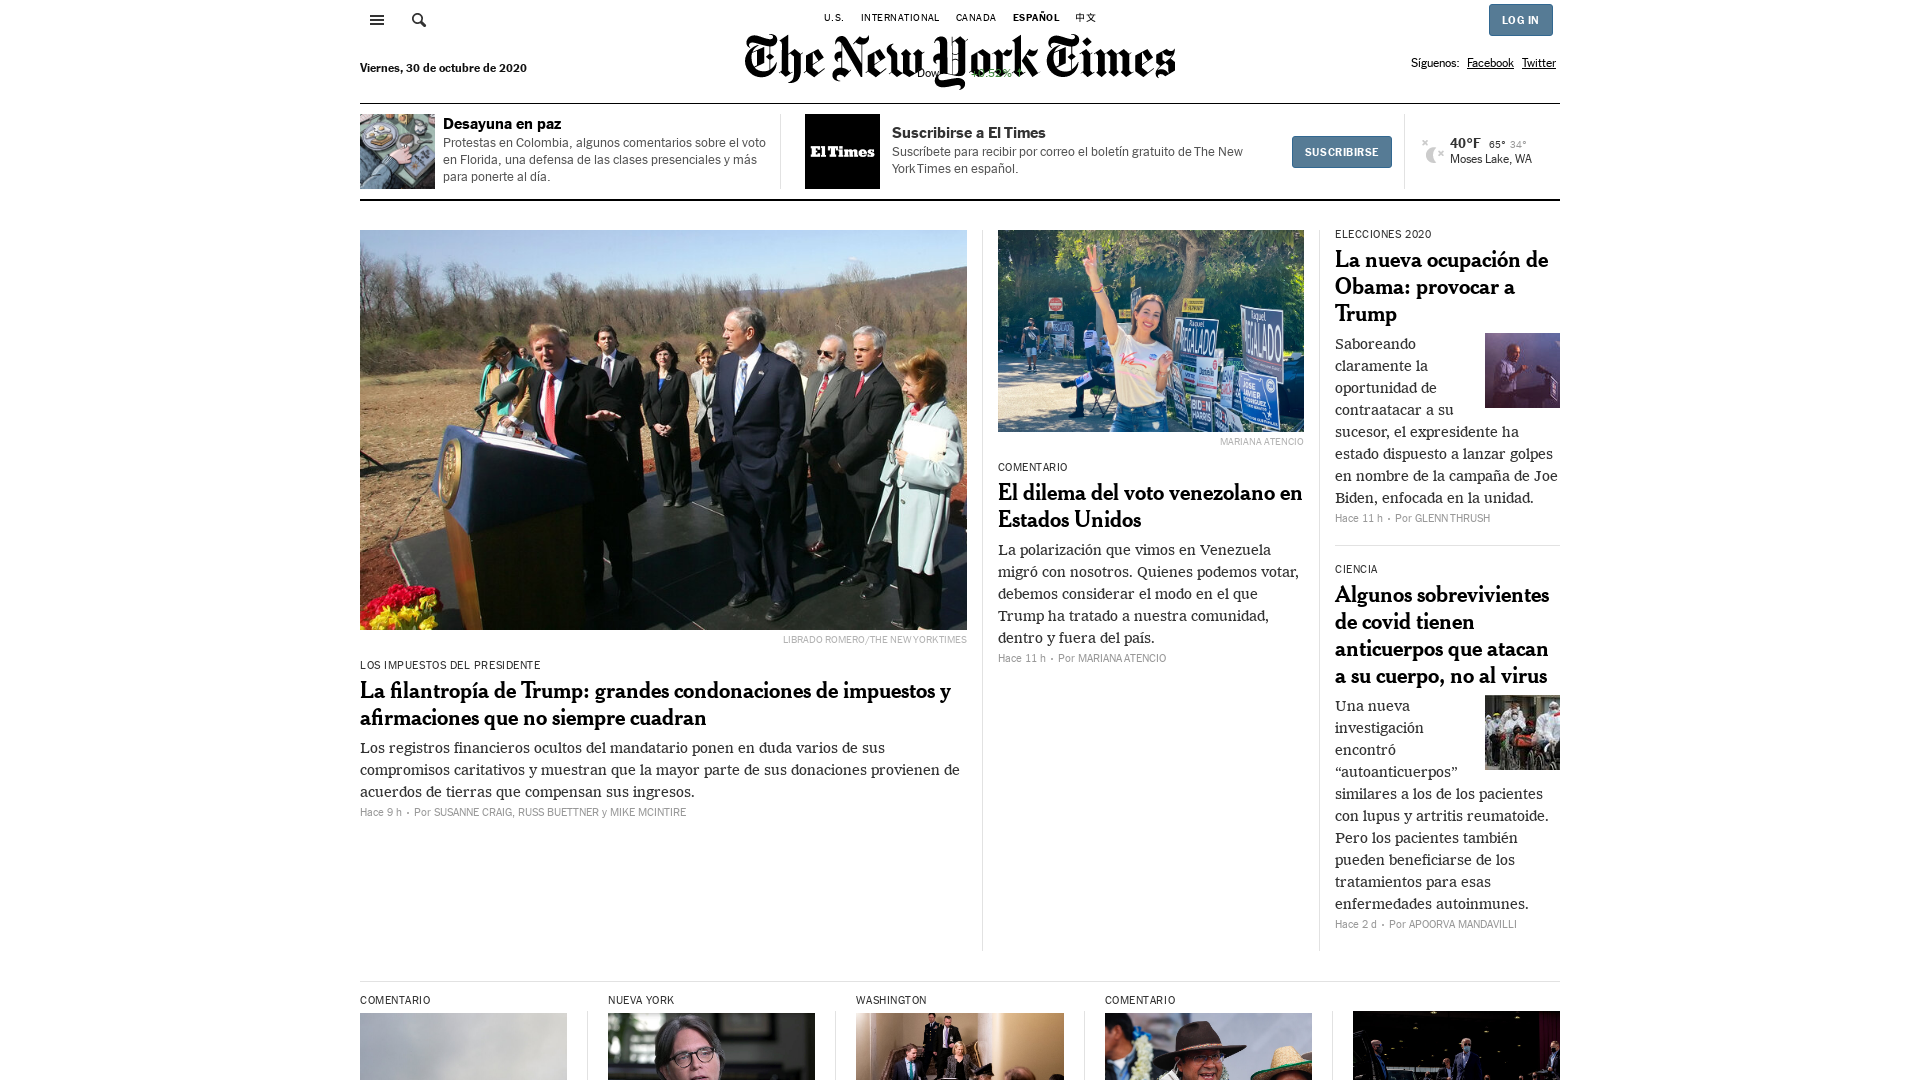 U.S. INTERNATIONAL CANADA ESPAÑOL 中文
LOG IN
The New York Times
Viernes, 30 de octubre de 2020
Síguenos: Facebook Twitter
Desayuna en paz
Protestas en Colombia, algunos comentarios sobre el voto
en Florida, una defensa de las clases presenciales y más
para ponerte al día.
El Times
Suscribirse a El Times
Suscríbete para recibir por correo el boletín gratuito de The New
York Times en español.
SUSCRIBIRSE
40°F 65° 34°
Moses Lake, WA
LIBRADO ROMERO/THE NEW YORK TIMES
LOS IMPUESTOS DEL PRESIDENTE
La filantropía de Trump: grandes condonaciones de impuestos y
afirmaciones que no siempre cuadran
Los registros financieros ocultos del mandatario ponen en duda varios de sus
compromisos caritativos y muestran que la mayor parte de sus donaciones provienen de
acuerdos de tierras que compensan sus ingresos.
Hace 9 h • Por SUSANNE CRAIG, RUSS BUETTNER y MIKE MCINTIRE
Raquel
REGALADO
Raquel
REGALADO
JOSÉ
JAVIER
RODRÍGUEZ
BIDEN
HARRIS
MARIANA ATENCIO
COMENTARIO
El dilema del voto venezolano en
Estados Unidos
La polarización que vimos en Venezuela
migró con nosotros. Quienes podemos votar,
debemos considerar el modo en el que
Trump ha tratado a nuestra comunidad,
dentro y fuera del país.
Hace 11 h • Por MARIANA ATENCIO
ELECCIONES 2020
La nueva ocupación de
Obama: provocar a
Trump
Saboreando
claramente la
oportunidad de
contraatacar a su
sucesor, el expresidente ha
estado dispuesto a lanzar golpes
en nombre de la campaña de Joe
Biden, enfocada en la unidad.
Hace 11 h • Por GLENN THRUSH
CIENCIA
Algunos sobrevivientes
de covid tienen
anticuerpos que atacan
a su cuerpo, no al virus
Una nueva
investigación
encontró
“autoanticuerpos”
similares a los de los pacientes
con lupus y artritis reumatoide.
Pero los pacientes también
pueden beneficiarse de los
tratamientos para esas
enfermedades autoinmunes.
Hace 2 d • Por APOORVA MANDAVILLI
COMENTARIO
NUEVA YORK
WASHINGTON
COMENTARIO